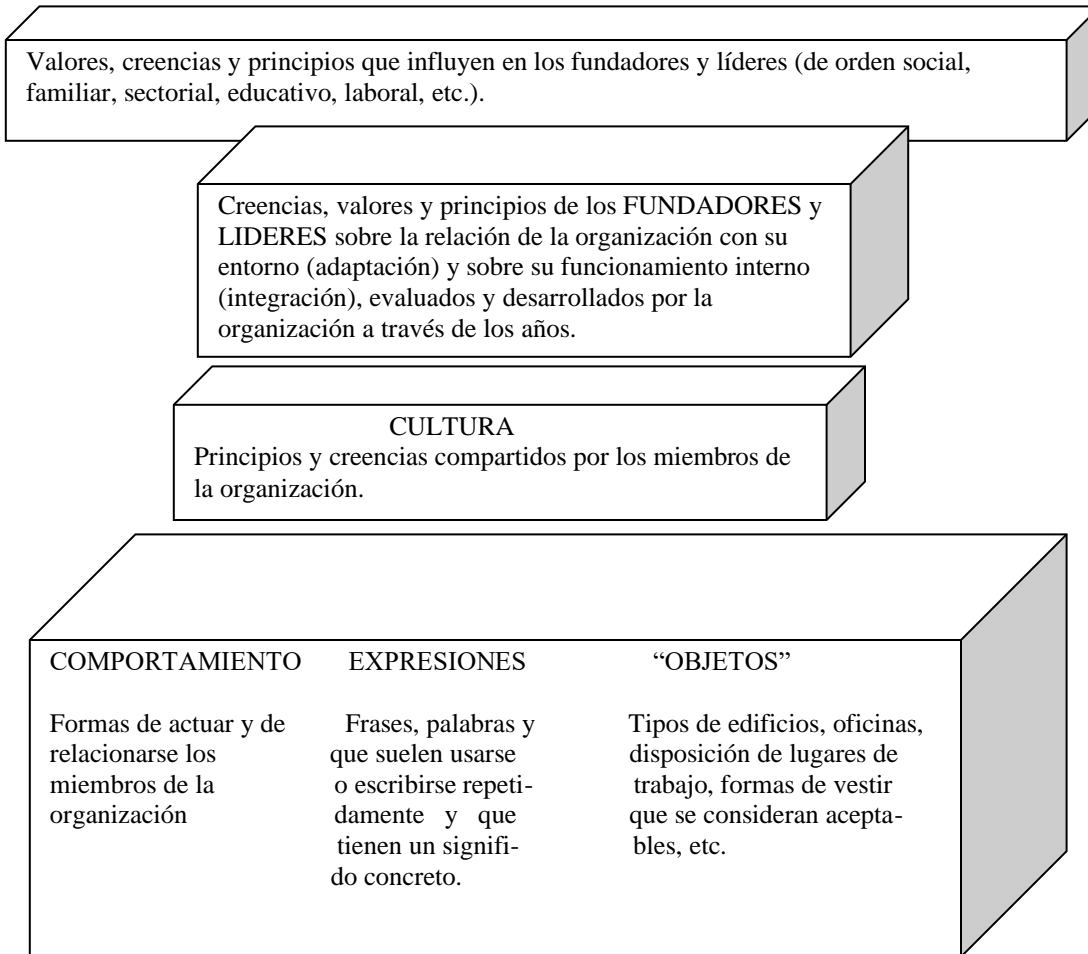 Valores, creencias y principios que influyen en los fundadores y líderes (de orden social,
familiar, sectorial, educativo, laboral, etc.).
Creencias, valores y principios de los FUNDADORES y
LIDERES sobre la relación de la organización con su
entorno (adaptación) y sobre su funcionamiento interno
(integración), evaluados y desarrollados por la
organización a través de los años.
CULTURA
Principios y creencias compartidos por los miembros de
la organización.
COMPORTAMIENTO
Formas de actuar y de
relacionarse los
miembros de la
organización
EXPRESIONES
Frases, palabras y
que suelen usarse
o escribirse repeti-
damente y que
tienen un signifi-
do concreto.
“OBJETOS”
Tipos de edificios, oficinas,
disposición de lugares de
trabajo, formas de vestir
que se consideran acepta-
bles, etc.